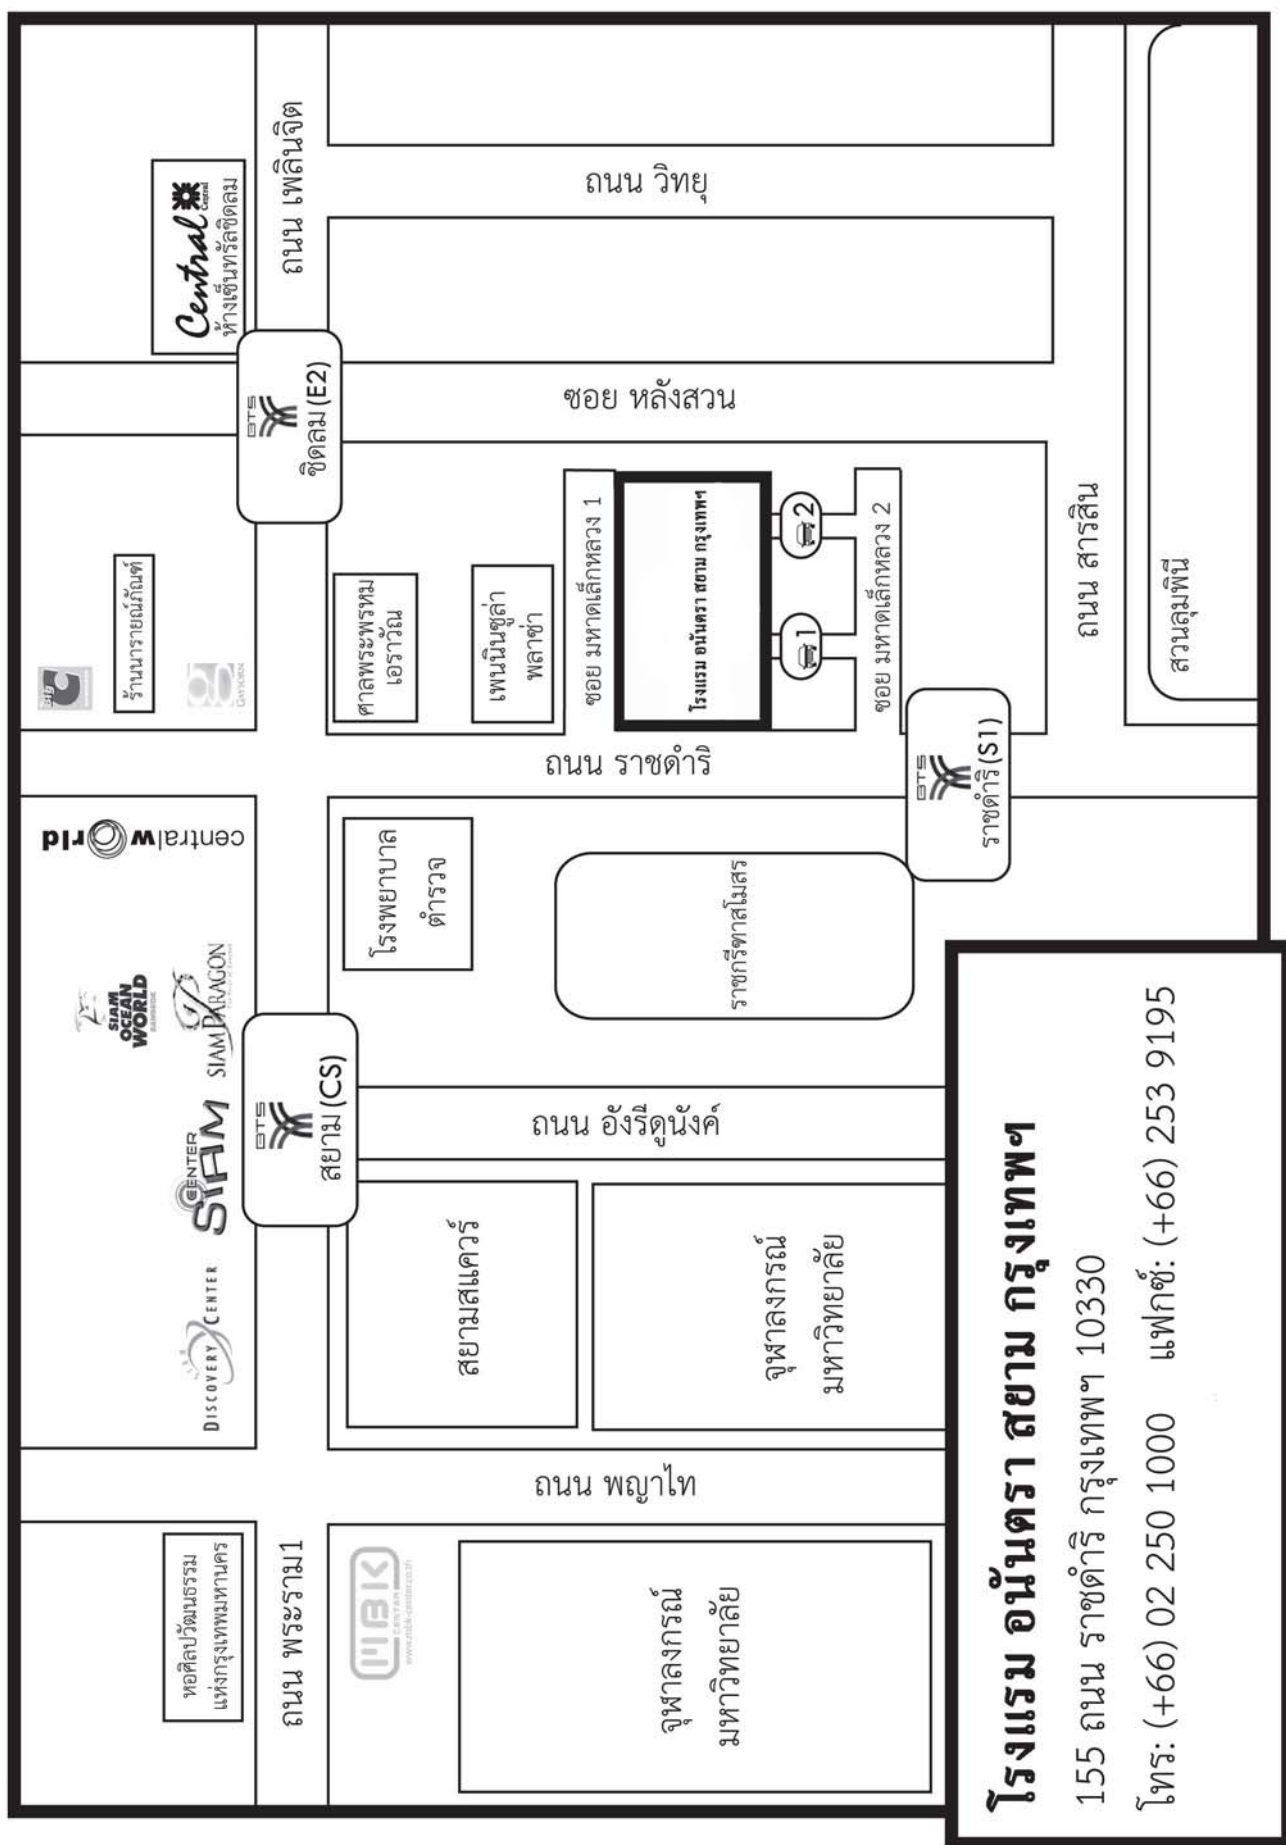 หอศิลปวัฒนธรรม
แห่งกรุงเทพมหานคร
DISCOVERY CENTER
CENTER
SIAM
SIAM
OCEAN
WORLD
BANGKOK
SIAM PARAGON
centralworld
Big C
ร้านนารายณ์ภัณฑ์
GAYSORN
Central
Central
ห้างเซ็นทรัลชิดลม
ถนน พระราม1
BTS
สยาม (CS)
BTS
ชิดลม (E2)
ถนน เพลินจิต
MBK
CENTER
www.mbk-center.co.th
สยามสแควร์
โรงพยาบาล
ตำรวจ
ศาลพระพรหม
เอราวัณ
เพนนินซูล่า
พลาซ่า
ถนน พญาไท
ถนน อังรีดูนังค์
ถนน ราชดำริ
ซอย มหาดเล็กหลวง 1
ซอย หลังสวน
ถนน วิทยุ
จุฬาลงกรณ์
มหาวิทยาลัย
จุฬาลงกรณ์
มหาวิทยาลัย
ราชกรีฑาสโมสร
โรงแรม อนันตรา สยาม กรุงเทพฯ
1
2
ซอย มหาดเล็กหลวง 2
BTS
ราชดำริ (S1)
ถนน สารสิน
สวนลุมพินี
โรงแรม อนันตรา สยาม กรุงเทพฯ
155 ถนน ราชดำริ กรุงเทพฯ 10330
โทร: (+66) 02 250 1000 แฟกซ์: (+66) 253 9195